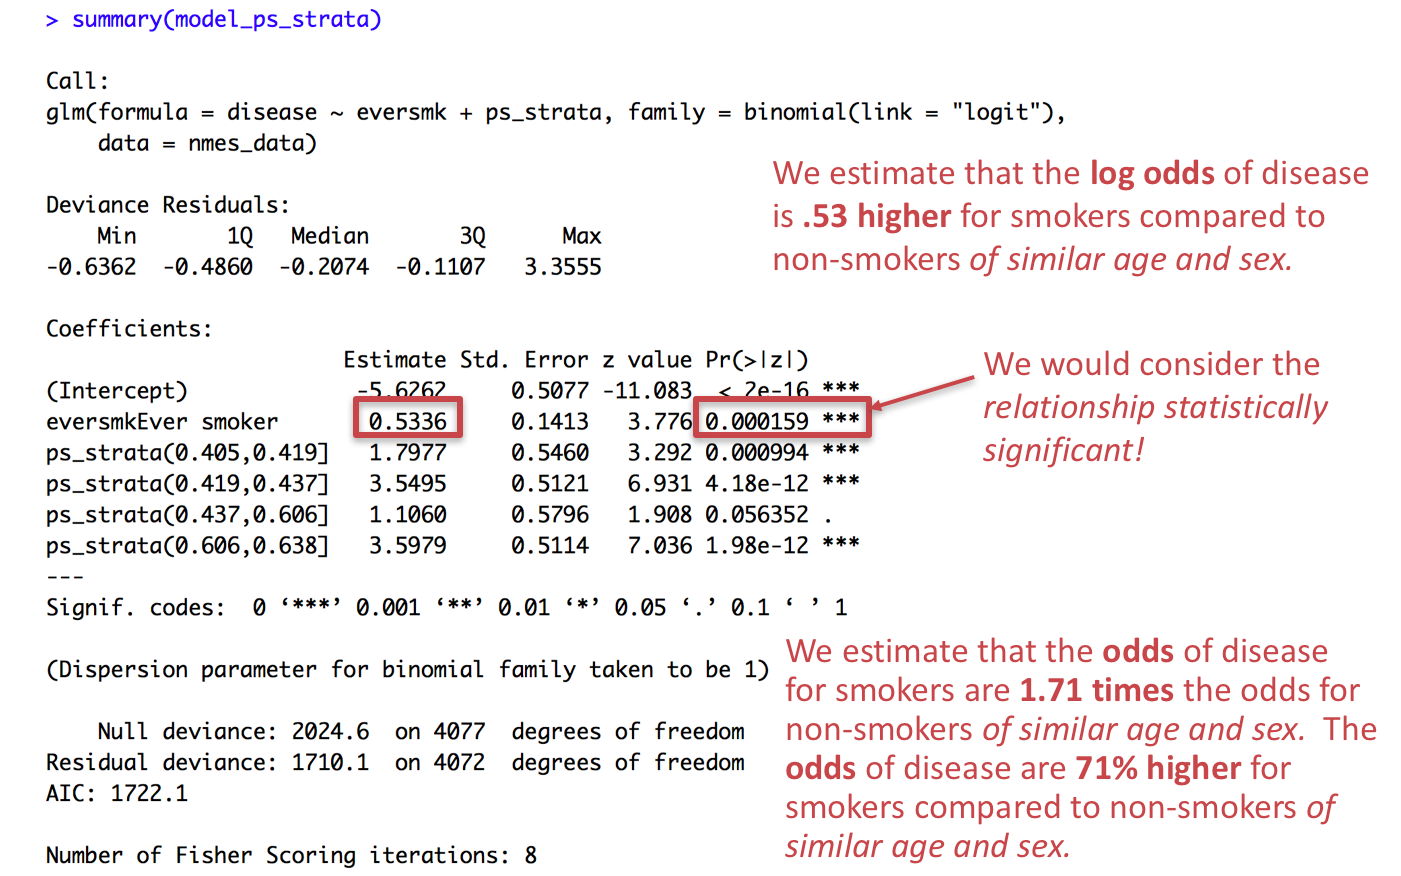 > summary(model_ps_strata)
Call:
glm(formula = disease ~ eversmk + ps_strata, family = binomial(link = "logit"),
    data = nmes_data)
We estimate that the log odds of disease
is .53 higher for smokers compared to
non-smokers of similar age and sex.
Deviance Residuals:
    Min       1Q   Median       3Q      Max
-0.6362  -0.4860  -0.2074  -0.1107   3.3555
Coefficients:
                       Estimate Std. Error z value Pr(>|z|)
(Intercept)             -5.6262     0.5077 -11.083  < 2e-16 ***
eversmkEver smoker       0.5336     0.1413   3.776 0.000159 ***
ps_strata(0.405,0.419]   1.7977     0.5460   3.292 0.000994 ***
ps_strata(0.419,0.437]   3.5495     0.5121   6.931 4.18e-12 ***
ps_strata(0.437,0.606]   1.1060     0.5796   1.908 0.056352 .
ps_strata(0.606,0.638]   3.5979     0.5114   7.036 1.98e-12 ***
---
Signif. codes:  0 ‘***’ 0.001 ‘**’ 0.01 ‘*’ 0.05 ‘.’ 0.1 ‘ ’ 1
We would consider the
relationship statistically
significant!
(Dispersion parameter for binomial family taken to be 1)
    Null deviance: 2024.6  on 4077  degrees of freedom
Residual deviance: 1710.1  on 4072  degrees of freedom
AIC: 1722.1
Number of Fisher Scoring iterations: 8
We estimate that the odds of disease
for smokers are 1.71 times the odds for
non-smokers of similar age and sex. The
odds of disease are 71% higher for
smokers compared to non-smokers of
similar age and sex.